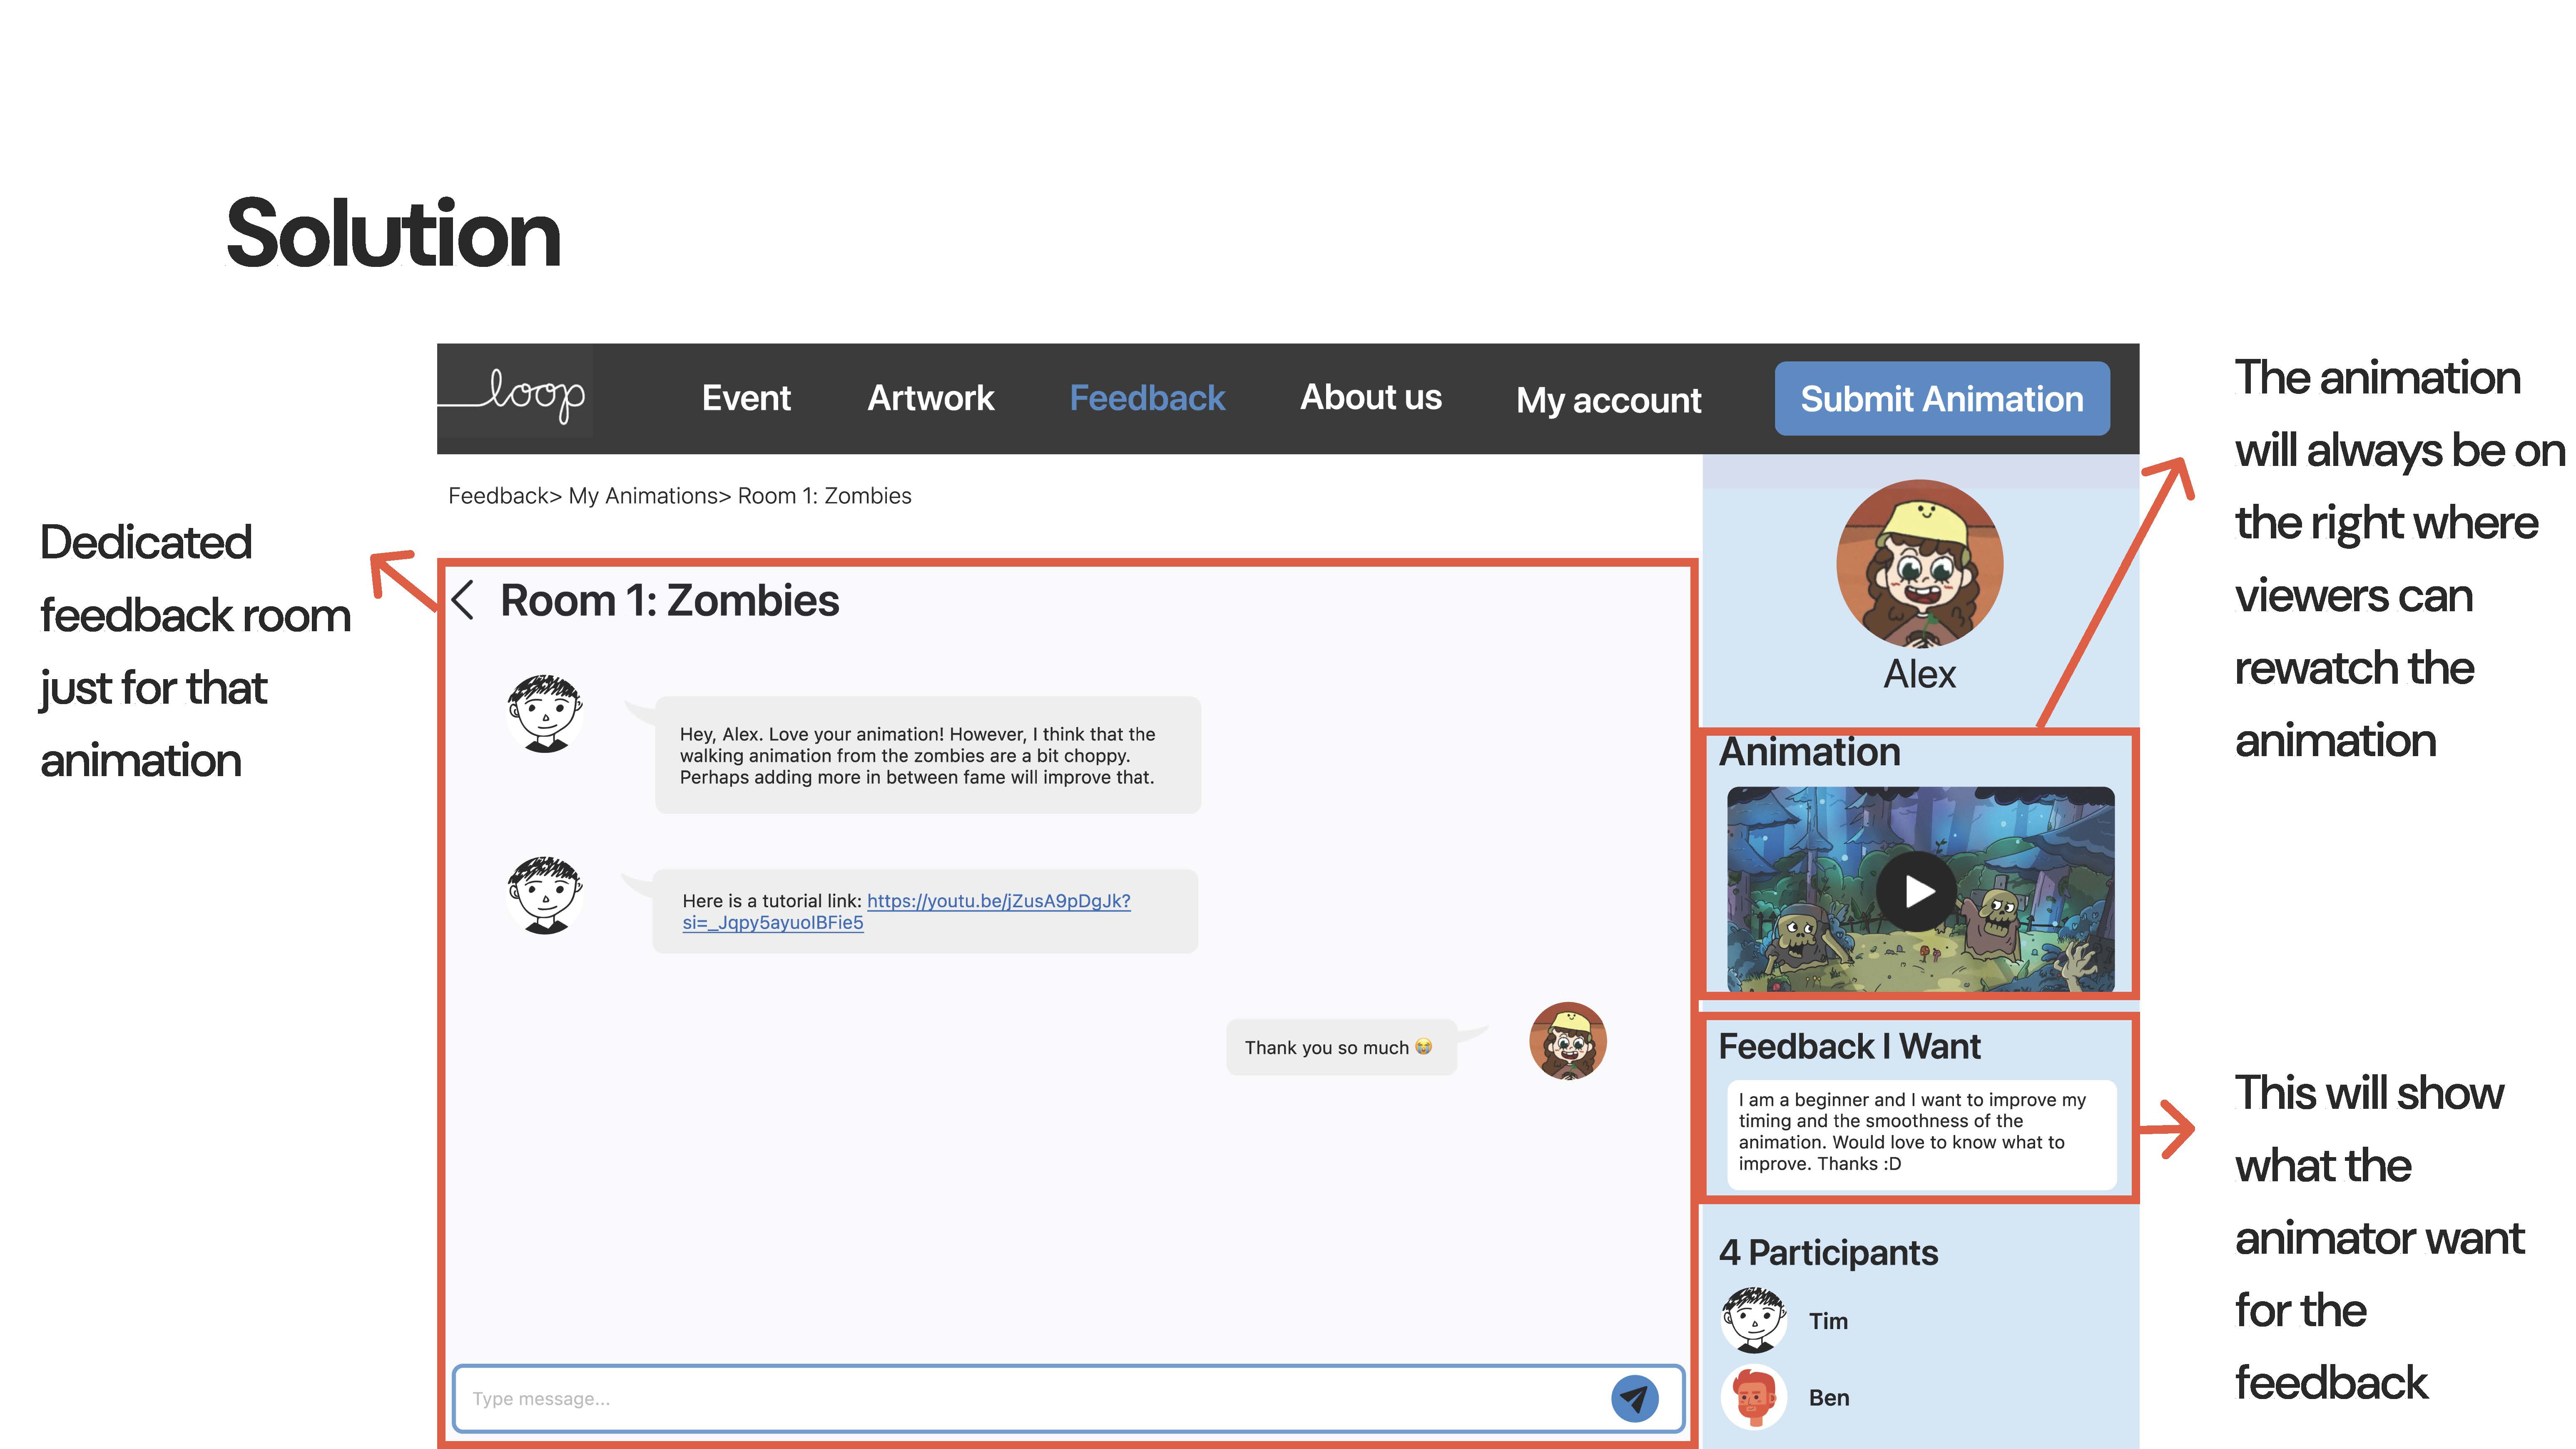 Solution
loop
Event
Artwork
Feedback
About us
My account
Submit Animation
Feedback> My Animations> Room 1: Zombies
Dedicated
feedback room
just for that
animation
Room 1: Zombies
Hey, Alex. Love your animation! However, I think that the
walking animation from the zombies are a bit choppy.
Perhaps adding more in between fame will improve that.
Here is a tutorial link: https://youtu.be/jZusA9pDgJk?
si=_Jqpy5ayuoIBFie5
Thank you so much 😭
Type message...
Alex
Animation
Feedback I Want
I am a beginner and I want to improve my
timing and the smoothness of the
animation. Would love to know what to
improve. Thanks :D
4 Participants
Tim
Ben
The animation
will always be on
the right where
viewers can
rewatch the
animation
This will show
what the
animator want
for the
feedback